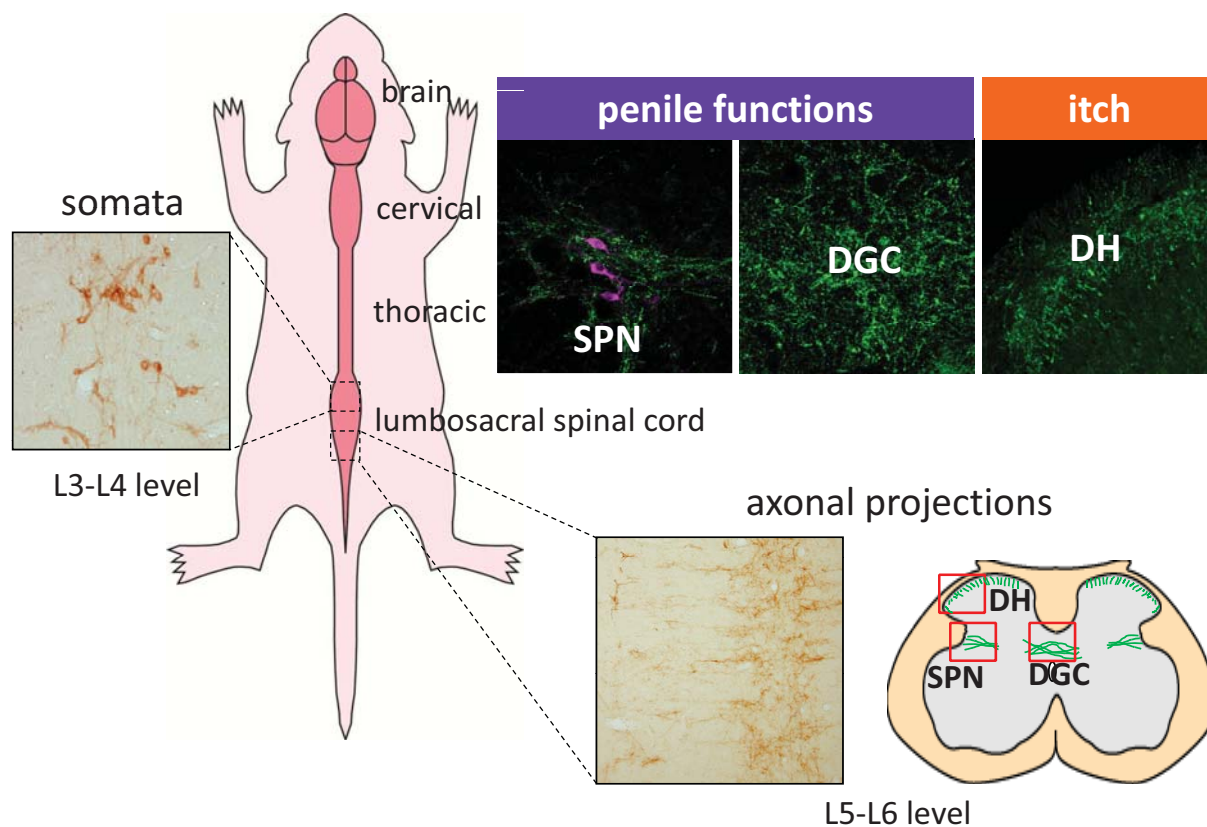 brain
penile functions
itch
somata
cervical
DGC
DH
thoracic
SPN
lumbosacral spinal cord
L3-L4 level
axonal projections
DH
SPN
DGC
L5-L6 level